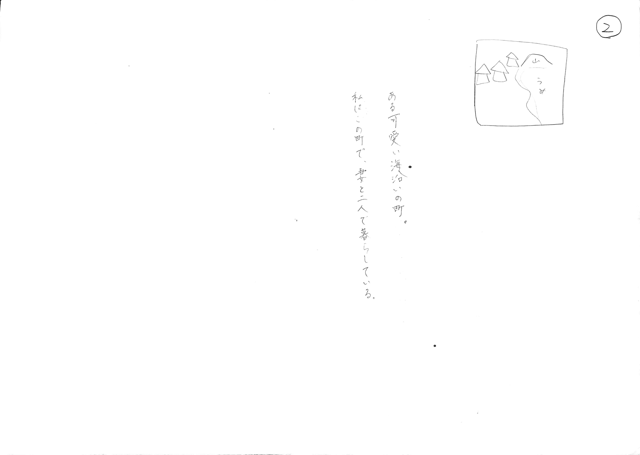 ②
山
うみ
ある可愛い海沿いの町。
私はこの町で、妻と二人で暮らしている。